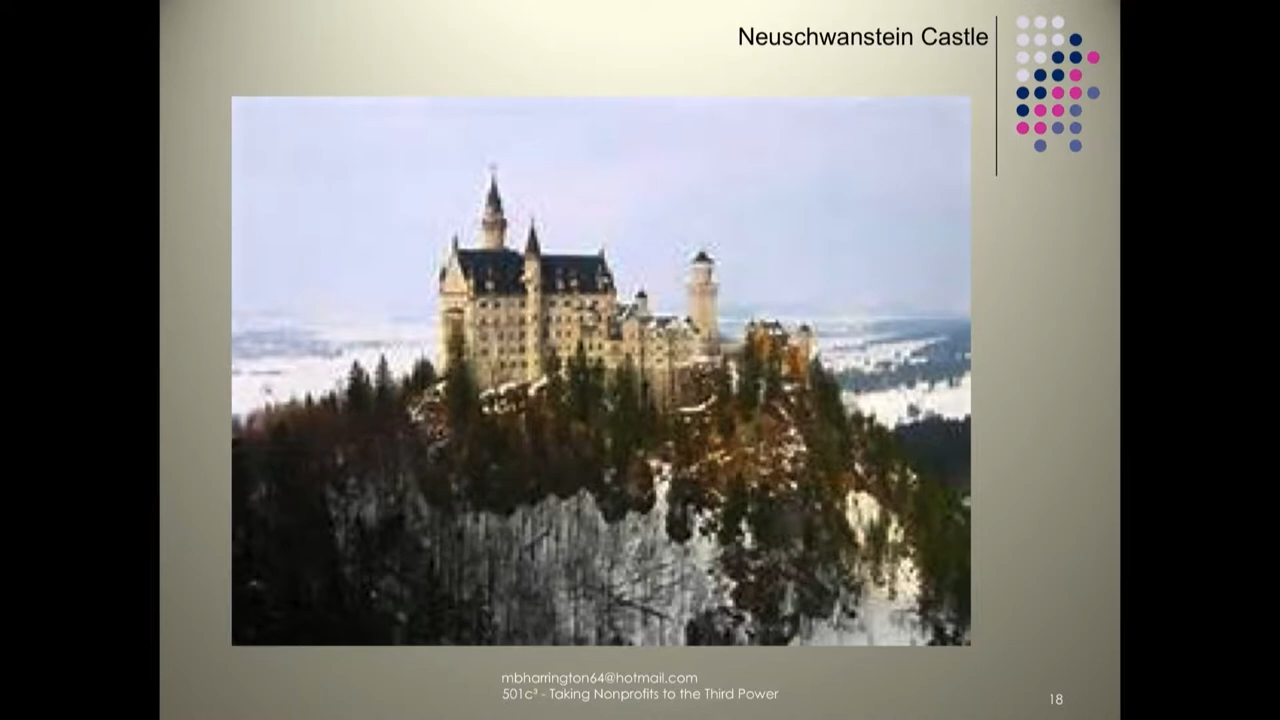 Neuschwanstein Castle
mbharrington64@hotmail.com
501c³ - Taking Nonprofits to the Third Power
18